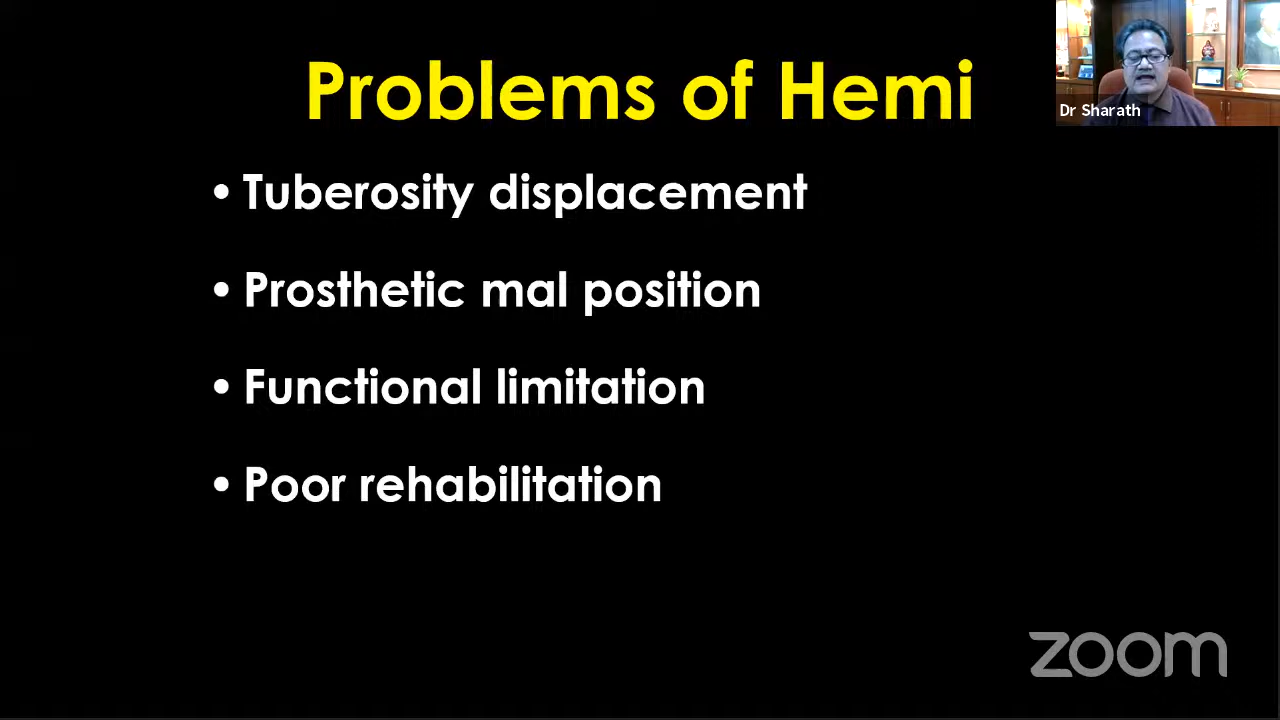 Problems of Hemi
Dr Sharath
• Tuberosity displacement
• Prosthetic mal position
• Functional limitation
• Poor rehabilitation
zoom